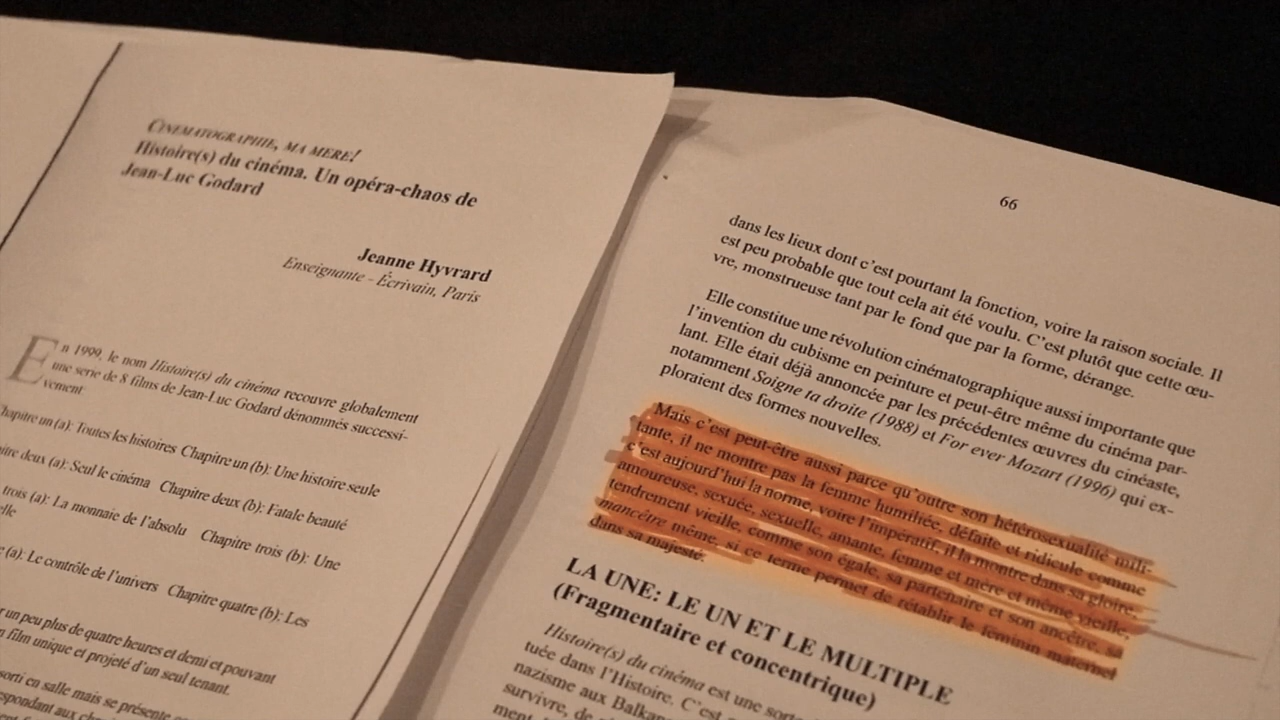 CINEMATOGRAPHIE, MA MERE!
Histoire(s) du cinéma. Un opéra-chaos de
Jean-Luc Godard
Jeanne Hyvrard
Enseignante - Écrivain, Paris
En 1999, le nom Histoire(s) du cinéma recouvre globalement
une serie de 8 films de Jean-Luc Godard dénommés successi-
vement
Chapitre un (a): Toutes les histoires Chapitre un (b): Une histoire seule
deux (a): Seul le cinéma Chapitre deux (b): Fatale beauté
trois (a): La monnaie de l'absolu Chapitre trois (b): Une
(a): Le contrôle de l'univers Chapitre quatre (b): Les
un peu plus de quatre heures et demi et pouvant
film unique et projeté d'un seul tenant.
sorti en salle mais se présente
66
dans les lieux dont c'est pourtant la fonction, voire la raison sociale. Il
est peu probable que tout cela ait été voulu. C'est plutôt que cette œu-
vre, monstrueuse tant par le fond que par la forme, dérange.
Elle constitue une révolution cinématographique aussi importante que
l'invention du cubisme en peinture et peut-être même du cinéma par-
lant. Elle était déjà annoncée par les précédentes œuvres du cinéaste,
notamment Soigne ta droite (1988) et For ever Mozart (1996) qui ex-
ploraient des formes nouvelles.
Mais c'est peut-être aussi parce qu'outre son hétérosexualité mili-
tante, il ne montre pas la femme humiliée, défaite et ridicule comme
c'est aujourd'hui la norme, voire l'impératif, il la montre dans sa gloire,
amoureuse, sexuée, sexuelle, amante, femme et mère et même vieille,
tendrement vieille, comme son égale, sa partenaire et son ancêtre, sa
mancêtre même, si ce terme permet de rétablir le féminin maternel
dans sa majesté.
LA UNE: LE UN ET LE MULTIPLE
(Fragmentaire et concentrique)
Histoire(s) du cinéma est une
tuée dans l'Histoire. C'est
nazisme aux
survivre, de